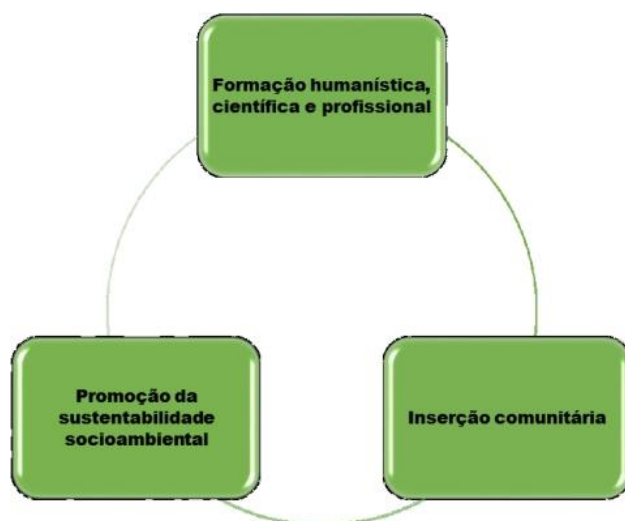 Formação humanística,
científica e profissional
Promoção da
sustentabilidade
socioambiental
Inserção comunitária